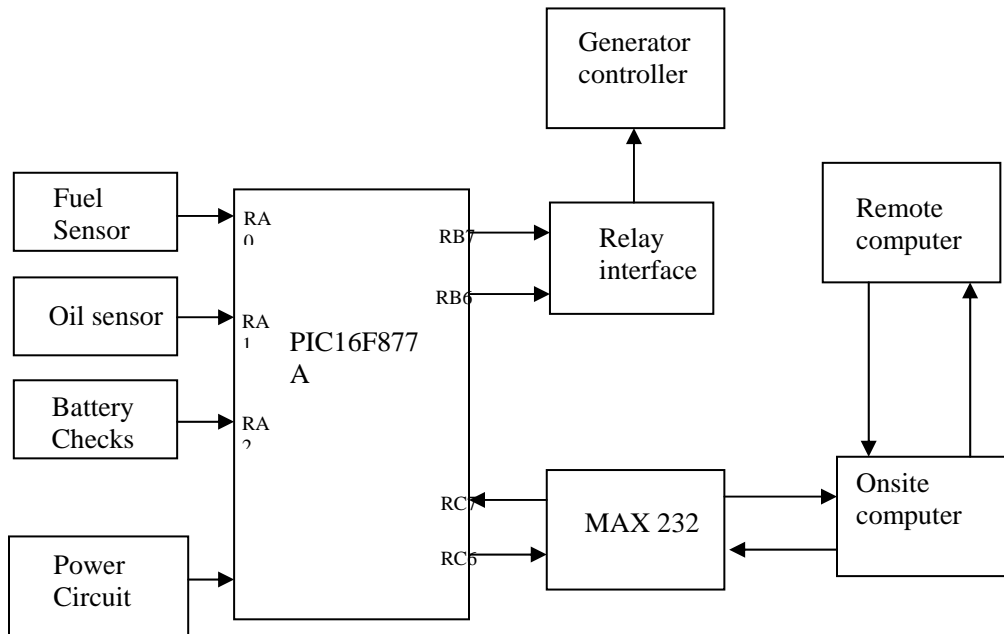 Generator
controller
Fuel
Sensor
RA
0
RB7
Relay
interface
Remote
computer
Oil sensor
RA
1
RB6
PIC16F877
A
Battery
Checks
RA
2
RC7
MAX 232
Onsite
computer
RC6
Power
Circuit